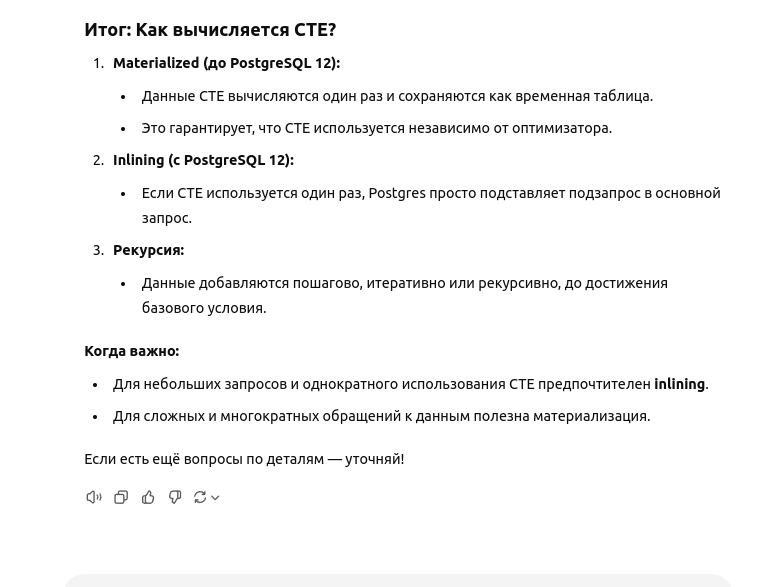 Итог: Как вычисляется CTE?
1. Materialized (до PostgreSQL 12):
• Данные CTE вычисляются один раз и сохраняются как временная таблица.
• Это гарантирует, что CTE используется независимо от оптимизатора.
2. Inlining (с PostgreSQL 12):
• Если CTE используется один раз, Postgres просто подставляет подзапрос в основной
запрос.
3. Рекурсия:
• Данные добавляются пошагово, итеративно или рекурсивно, до достижения
базового условия.
Когда важно:
• Для небольших запросов и однократного использования CTE предпочтителен inlining.
• Для сложных и многократных обращений к данным полезна материализация.
Если есть ещё вопросы по деталям — уточняй!